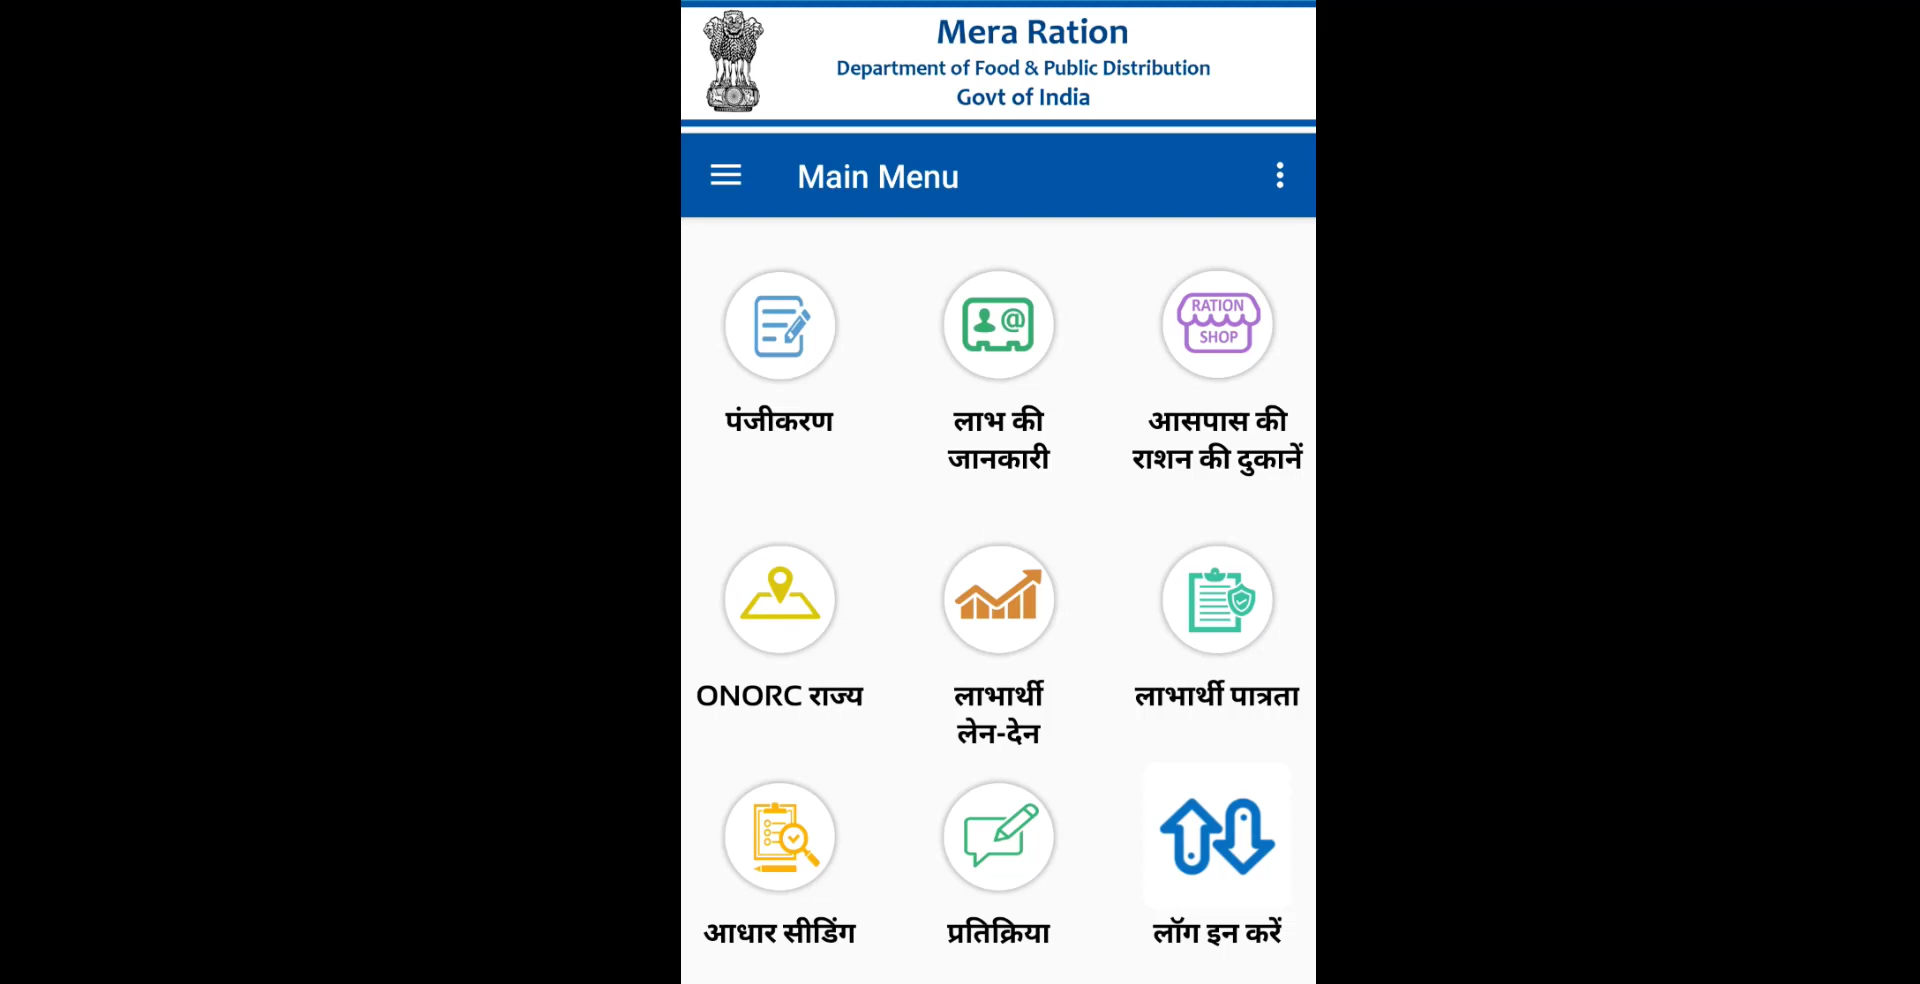 Mera Ration
Department of Food & Public Distribution
Govt of India
Main Menu
RATION
SHOP
पंजीकरण
लाभ की
जानकारी
आसपास की
राशन की दुकानें
ONORC राज्य
लाभार्थी
लेन-देन
लाभार्थी पात्रता
आधार सीडिंग
प्रतिक्रिया
लॉग इन करें